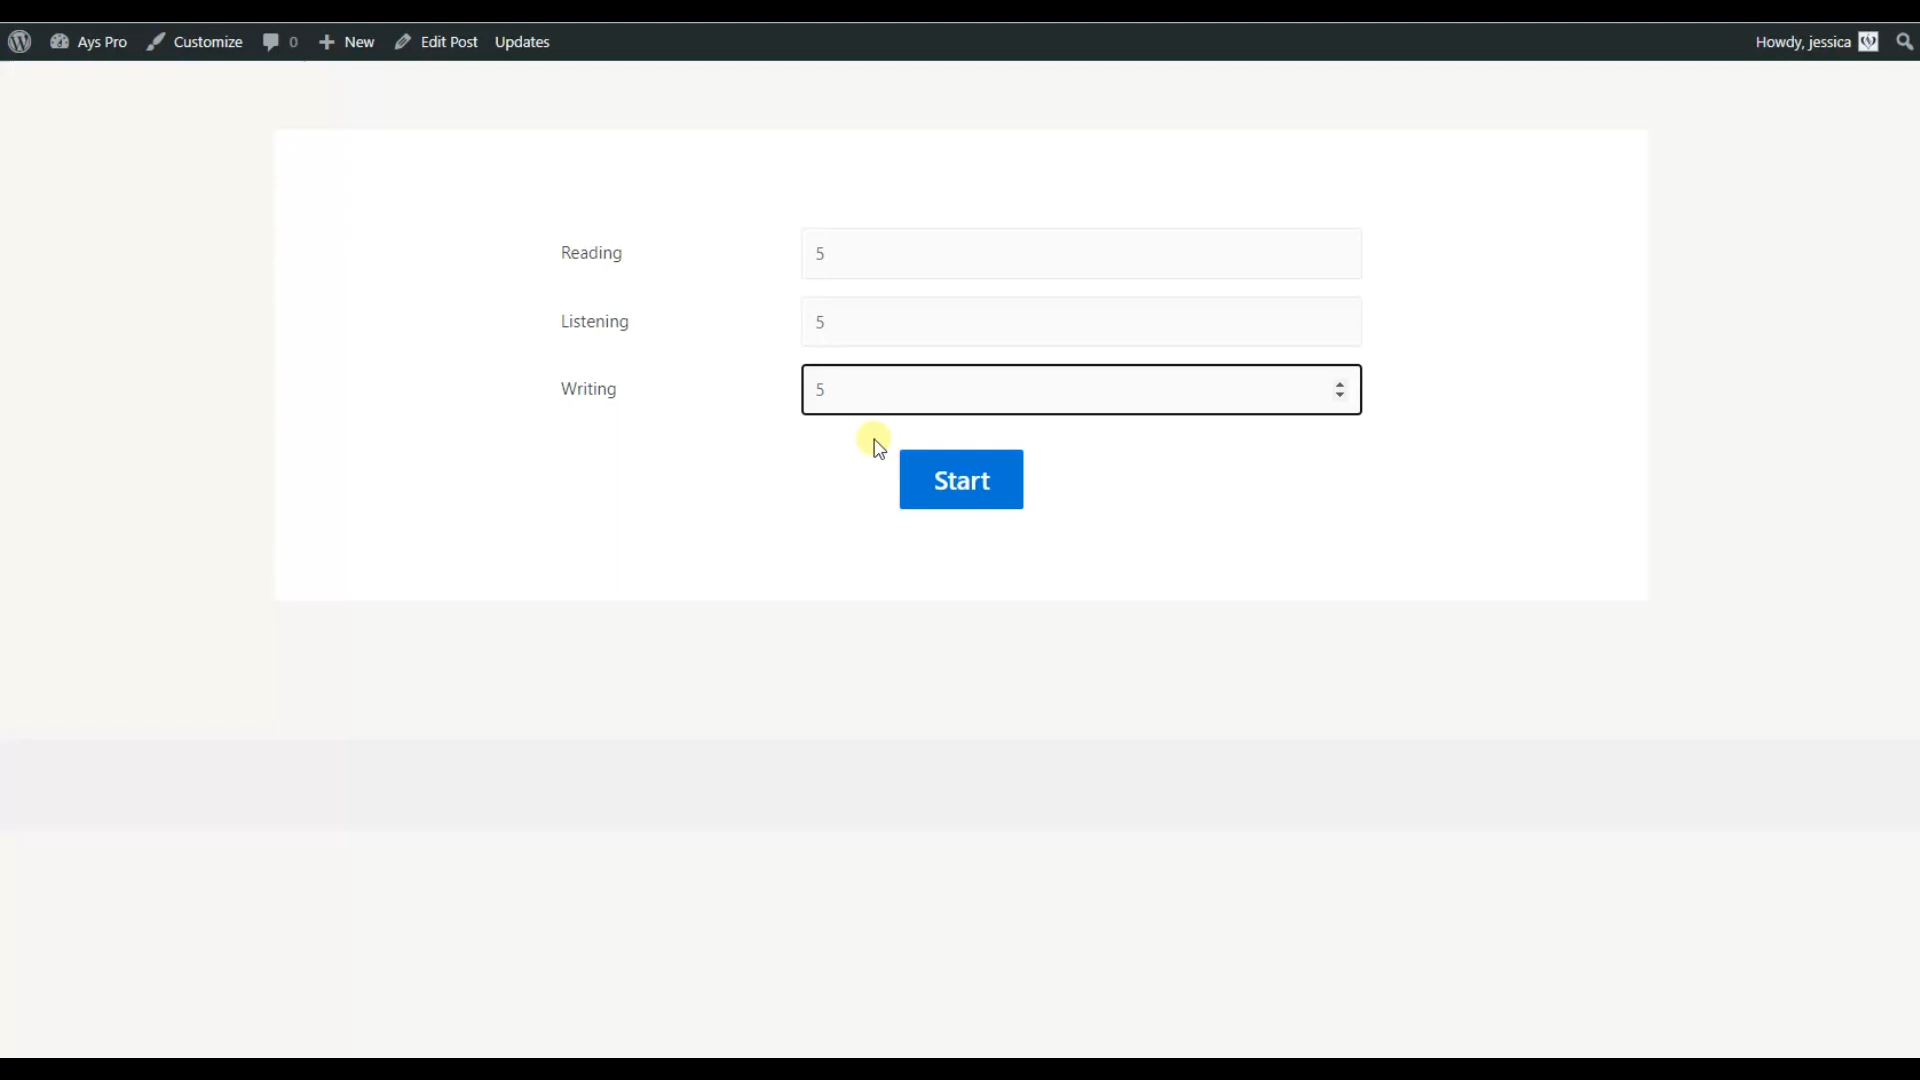 Ays Pro Customize 0 New Edit Post Updates Howdy, jessica
Reading 5
Listening 5
Writing 5
Start